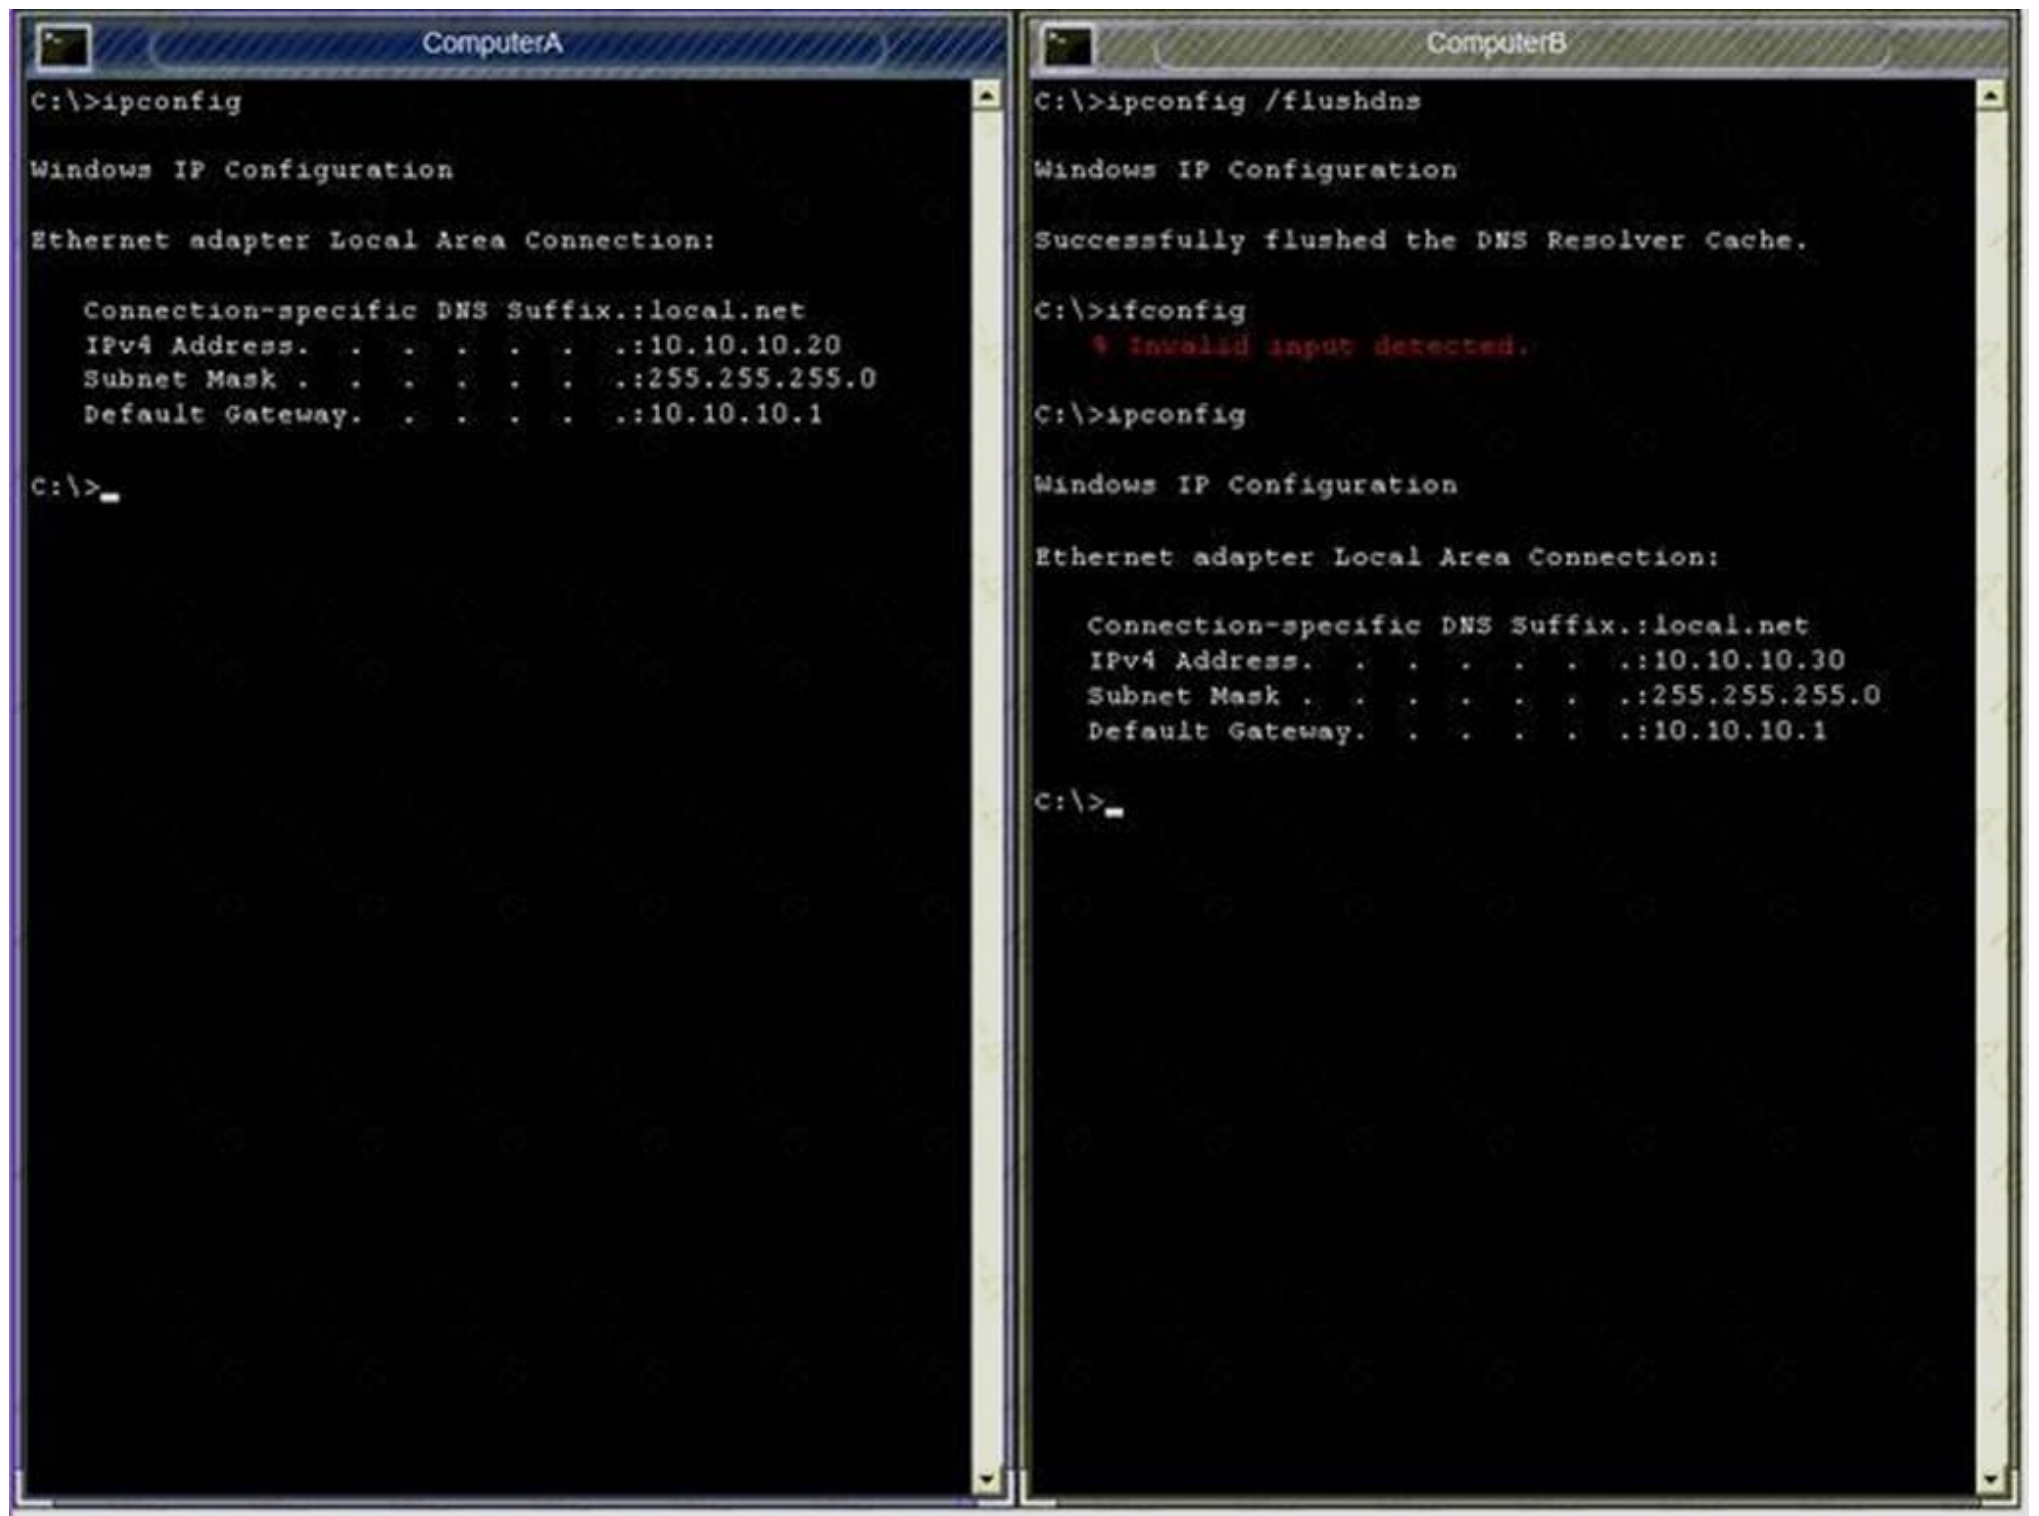 ComputerA
C:\>ipconfig
Windows IP Configuration
Ethernet adapter Local Area Connection:
Connection-specific DNS Suffix.:local.net
IPv4 Address. . . . . . .:10.10.10.20
Subnet Mask . . . . . . .:255.255.255.0
Default Gateway. . . . . .:10.10.10.1
C:\>
ComputerB
C:\>ipconfig /flushdns
Windows IP Configuration
Successfully flushed the DNS Resolver Cache.
C:\>ifconfig
% Invalid input detected.
C:\>ipconfig
Windows IP Configuration
Ethernet adapter Local Area Connection:
Connection-specific DNS Suffix.:local.net
IPv4 Address. . . . . . .:10.10.10.30
Subnet Mask . . . . . . .:255.255.255.0
Default Gateway. . . . . .:10.10.10.1
C:\>